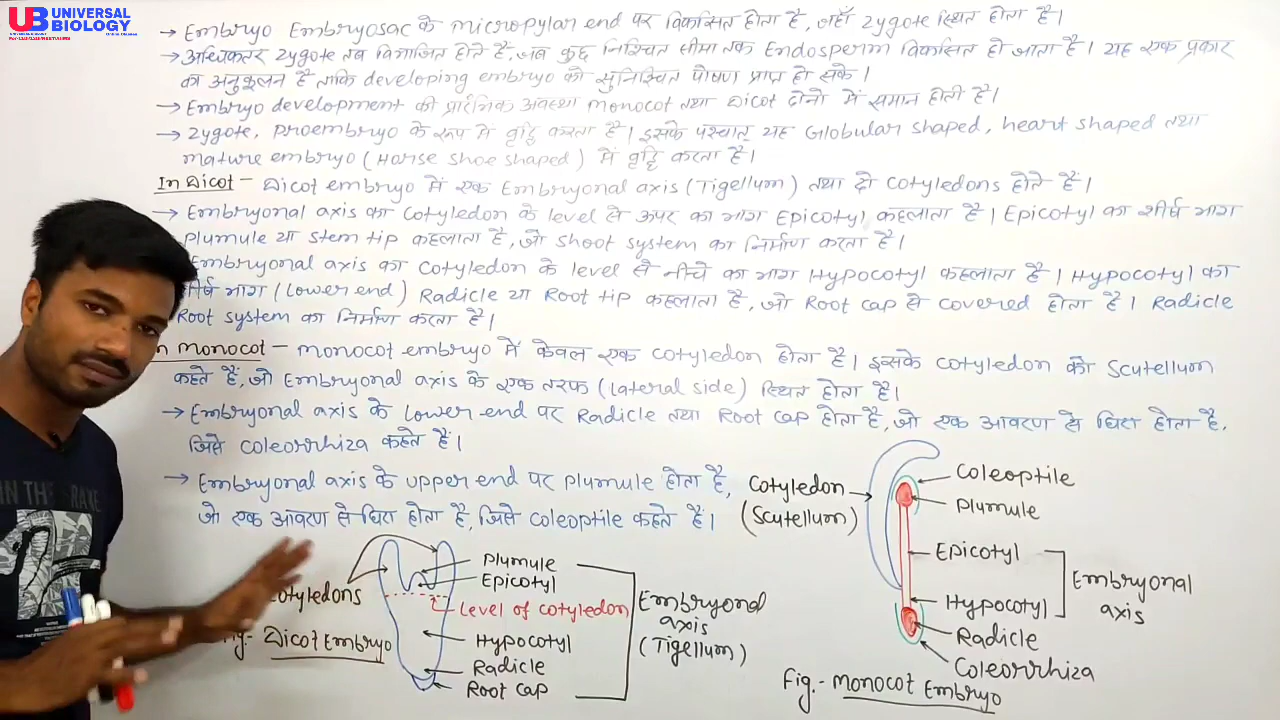 UB UNIVERSAL BIOLOGY
→ Embryo Embryosac के micropylar end पर विकसित होता है, जहाँ zygote स्थित होता है।
→ अधिकतर zygote तब विभाजित होते हैं, जब कुछ निश्चित सीमा तक Endosperm विकसित हो जाता है। यह एक प्रकार
का अनुकूलन है ताकि developing embryo को सुनिश्चित पोषण प्राप्त हो सके।
→ Embryo development की प्रारंभिक अवस्था Monocot तथा Dicot दोनो में समान होती है।
→ Zygote, Proembryo के रूप में वृद्धि करता है। इसके पश्चात् यह Globular shaped, heart shaped तथा
mature embryo (Horse shoe shaped) में वृद्धि करता है।
In Dicot - Dicot embryo में एक Embryonal axis (Tigellum) तथा दो Cotyledons होते हैं।
→ Embryonal axis का Cotyledon के level से ऊपर का भाग Epicotyl कहलाता है। Epicotyl का शीर्ष भाग
Plumule या stem tip कहलाता है, जो shoot system का निर्माण करता है।
Embryonal axis का Cotyledon के level से नीचे का भाग Hypocotyl कहलाता है। Hypocotyl का
भाग (Lower end) Radicle या Root tip कहलाता है, जो Root cap से covered होता है। Radicle
Root system का निर्माण करता है।
n Monocot - monocot embryo में केवल एक cotyledon होता है। इसके cotyledon को Scutellum
कहते हैं, जो Embryonal axis के एक तरफ (lateral side) स्थित होता है।
→ Embryonal axis के Lower end पर Radicle तथा Root cap होता है, जो एक आवरण से घिरा होता है,
जिसे coleorrhiza कहते हैं।
→ Embryonal axis के upper end पर plumule होता है,
जो एक आवरण से घिरा होता है, जिसे coleoptile कहते हैं।
Cotyledon
(Scutellum)
Coleoptile
Plumule
Epicotyl
Hypocotyl
Embryonal
axis
Radicle
Coleorrhiza
Fig.- Monocot Embryo
Cotyledons
Plumule
Epicotyl
Level of cotyledon
Hypocotyl
Radicle
Root cap
Embryonal
axis
(Tigellum)
Dicot Embryo